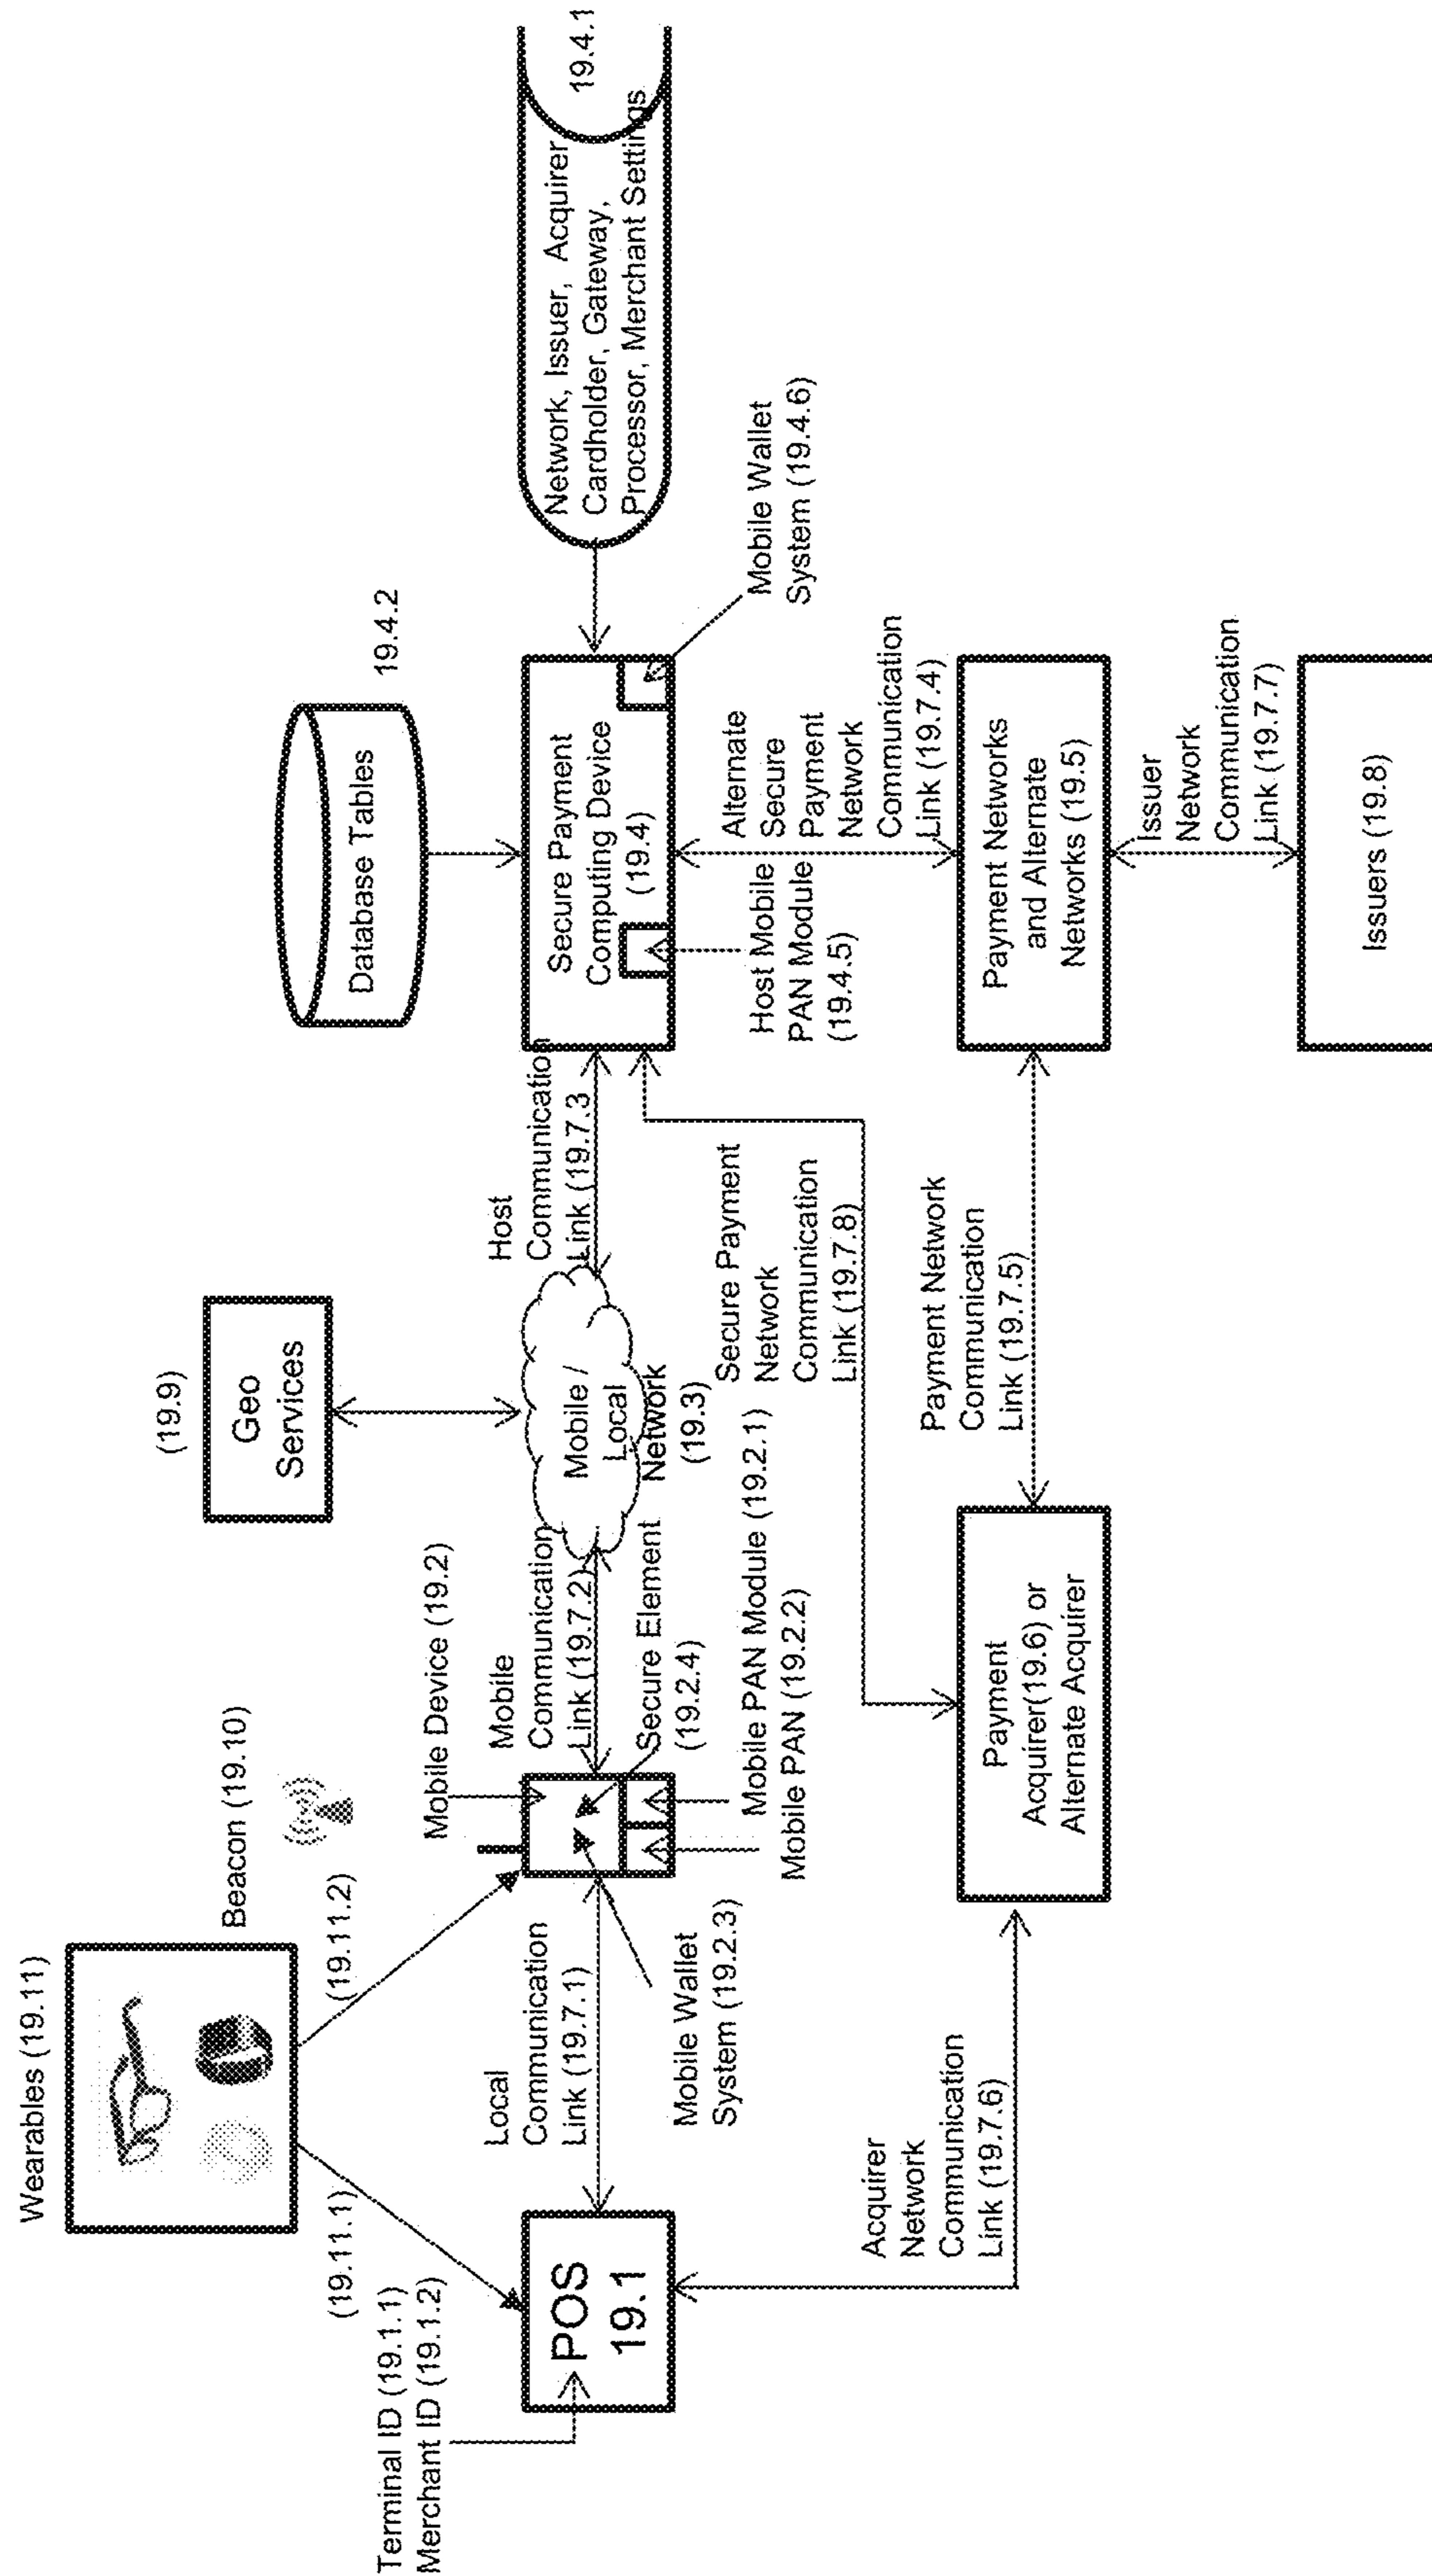 Wearables (19.11)
Beacon (19.10)
(19.9)
Geo
Services
Database Tables
19.4.2
(19.11.1)
(19.11.2)
Terminal ID (19.1.1)
Merchant ID (19.1.2)
Mobile Device (19.2)
POS
19.1
Local
Communication
Link (19.7.1)
Mobile
Communication
Link (19.7.2)
Mobile /
Local
Network
(19.3)
Host
Communication
Link (19.7.3
Secure Payment
Computing Device
(19.4)
Network, Issuer, Acquirer
Cardholder, Gateway,
Processor, Merchant Settings
19.4.1
Mobile Wallet
System (19.2.3)
Secure Element
(19.2.4)
Mobile PAN Module (19.2.1)
Mobile PAN (19.2.2)
Secure Payment
Network
Communication
Link (19.7.8)
Host Mobile
PAN Module
(19.4.5)
Alternate
Secure
Payment
Network
Communication
Link (19.7.4)
Mobile Wallet
System (19.4.6)
Acquirer
Network
Communication
Link (19.7.6)
Payment
Acquirer(19.6) or
Alternate Acquirer
Payment Network
Communication
Link (19.7.5)
Payment Networks
and Alternate
Networks (19.5)
Issuer
Network
Communication
Link (19.7.7)
Issuers (19.8)